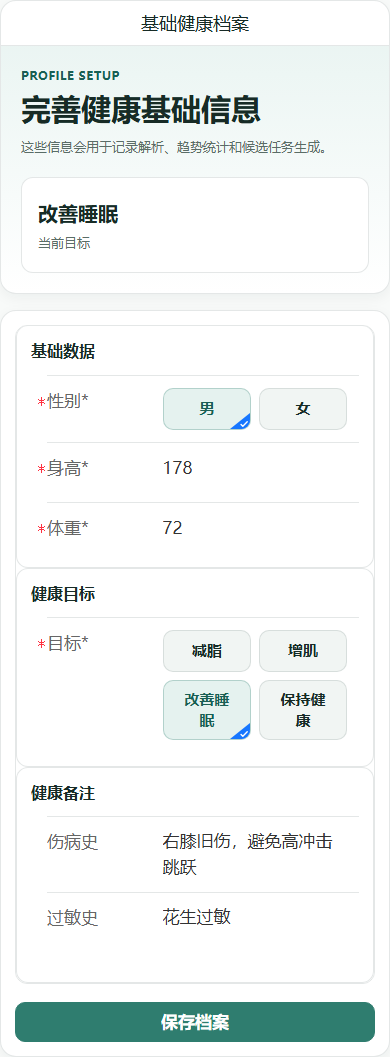 基础健康档案
PROFILE SETUP
完善健康基础信息
这些信息会用于记录解析、趋势统计和候选任务生成。
改善睡眠
当前目标
基础数据
*性别* 男 女
*身高* 178
*体重* 72
健康目标
*目标* 减脂 增肌
改善睡
眠
保持健
康
健康备注
伤病史 右膝旧伤，避免高冲击
跳跃
过敏史 花生过敏
保存档案